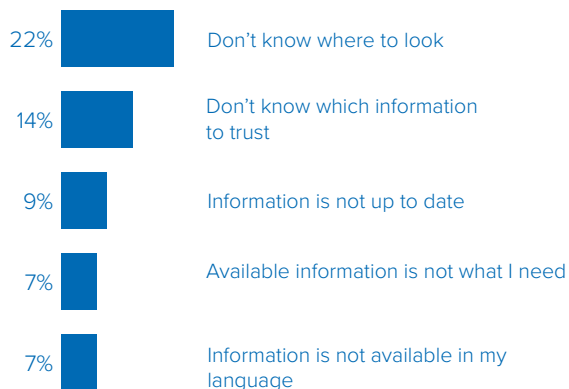 22% Don't know where to look
Don't know which information
14%
to trust
9% Information is not up to date
7% Available information is not what I need
7% Information is not available in my
language